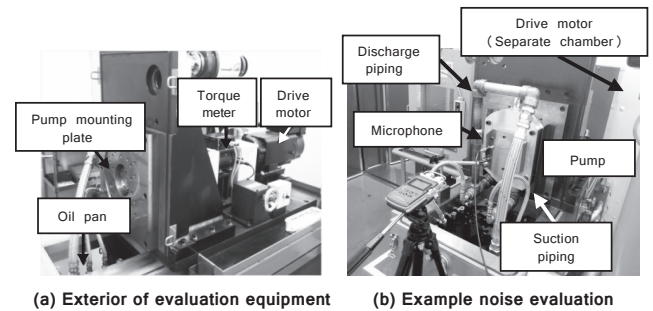 Pump mounting
plate
Oil pan
Torque
meter
Drive
motor
(a) Exterior of evaluation equipment
Drive motor
(Separate chamber)
Discharge
piping
Microphone
Pump
Suction
piping
(b) Example noise evaluation